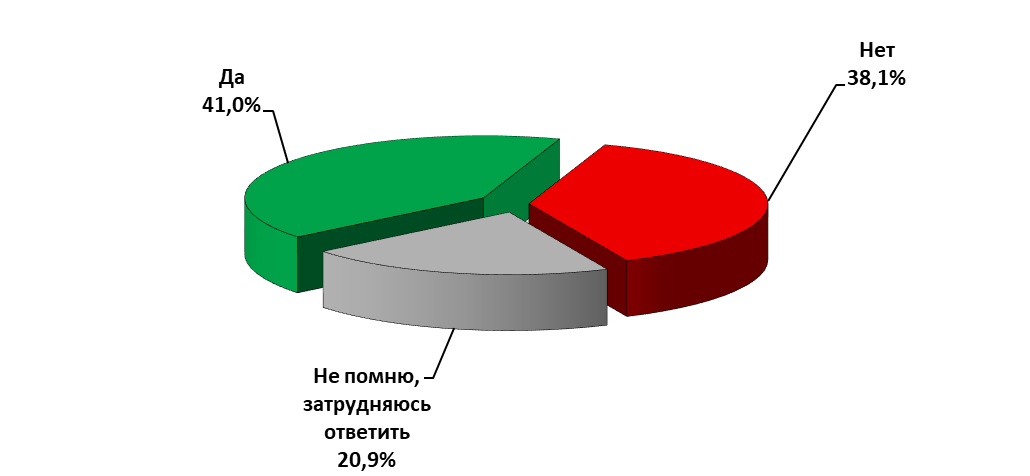 Да
41,0%
Нет
38,1%
Не помню,
затрудняюсь
ответить
20,9%